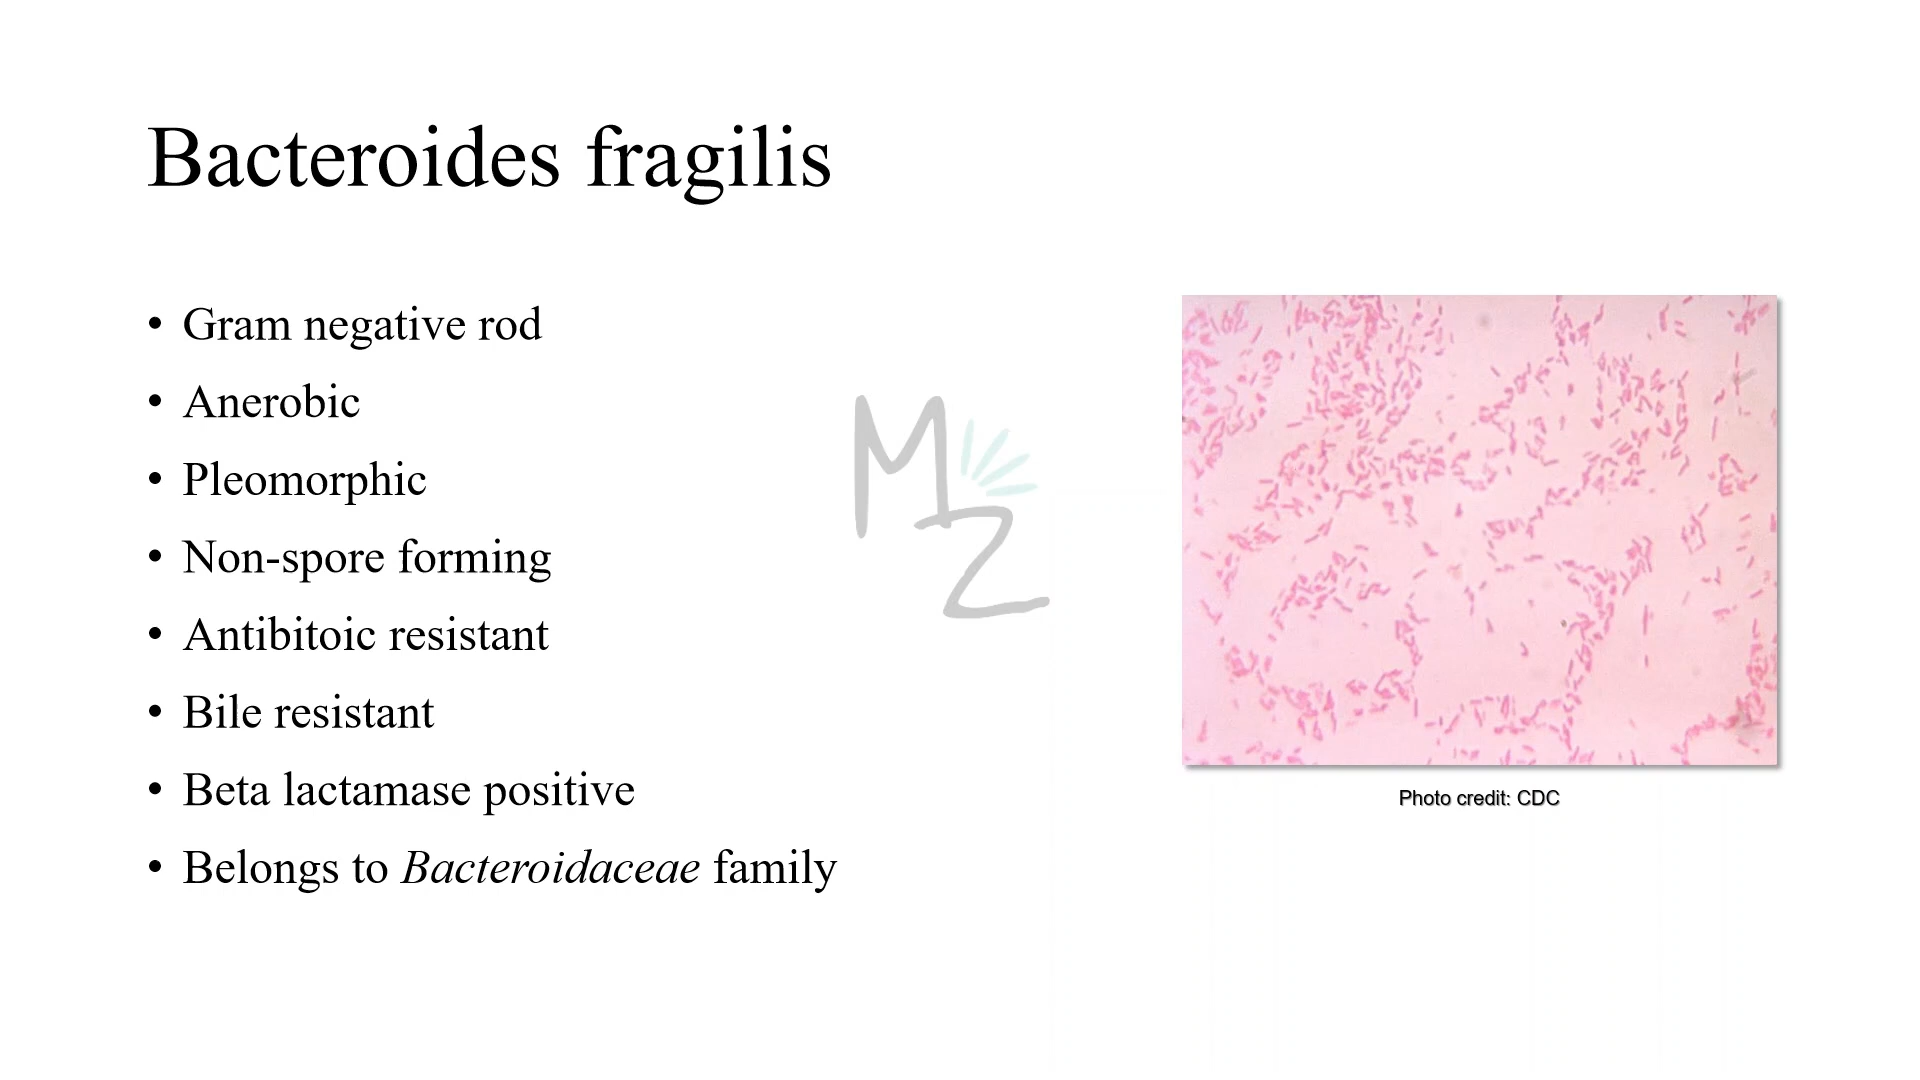 Bacteroides fragilis
• Gram negative rod
• Anerobic
• Pleomorphic
• Non-spore forming
• Antibitoic resistant
• Bile resistant
• Beta lactamase positive
• Belongs to Bacteroidaceae family
MZ
Photo credit: CDC